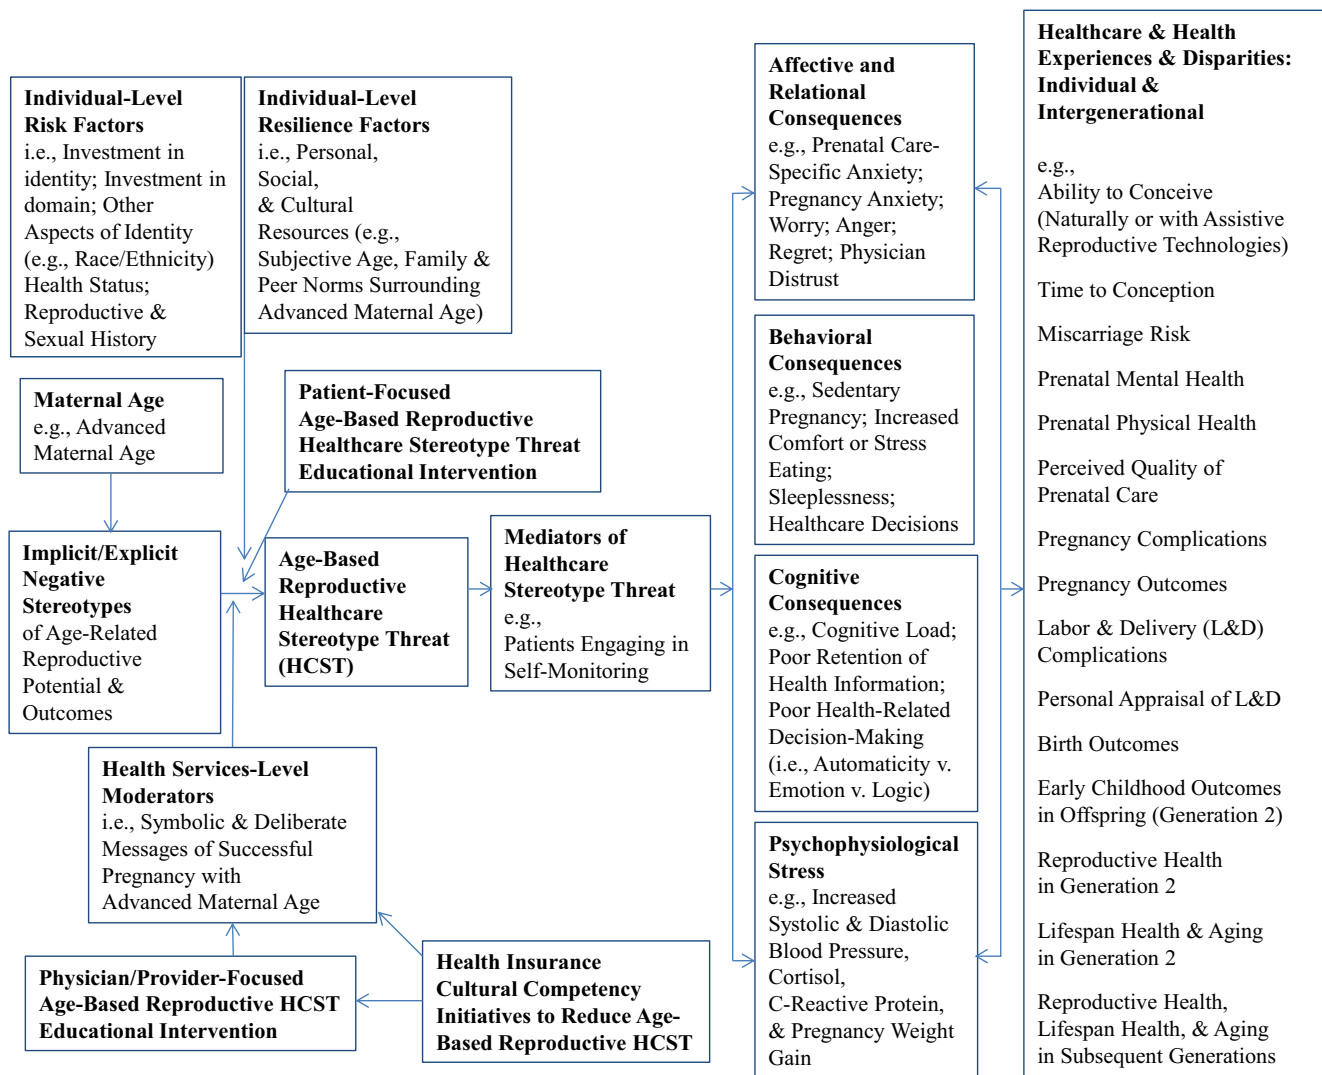 Individual-Level
Risk Factors
i.e., Investment in
identity; Investment in
domain; Other
Aspects of Identity
(e.g., Race/Ethnicity)
Health Status;
Reproductive &
Sexual History
Individual-Level
Resilience Factors
i.e., Personal,
Social,
& Cultural
Resources (e.g.,
Subjective Age, Family &
Peer Norms Surrounding
Advanced Maternal Age)
Maternal Age
e.g., Advanced
Maternal Age
Patient-Focused
Age-Based Reproductive
Healthcare Stereotype Threat
Educational Intervention
Implicit/Explicit
Negative
Stereotypes
of Age-Related
Reproductive
Potential &
Outcomes
Age-Based
Reproductive
Healthcare
Stereotype Threat
(HCST)
Mediators of
Healthcare
Stereotype Threat
e.g.,
Patients Engaging in
Self-Monitoring
Health Services-Level
Moderators
i.e., Symbolic & Deliberate
Messages of Successful
Pregnancy with
Advanced Maternal Age
Physician/Provider-Focused
Age-Based Reproductive HCST
Educational Intervention
Health Insurance
Cultural Competency
Initiatives to Reduce Age-
Based Reproductive HCST
Affective and
Relational
Consequences
e.g., Prenatal Care-
Specific Anxiety;
Pregnancy Anxiety;
Worry; Anger;
Regret; Physician
Distrust
Behavioral
Consequences
e.g., Sedentary
Pregnancy; Increased
Comfort or Stress
Eating;
Sleeplessness;
Healthcare Decisions
Cognitive
Consequences
e.g., Cognitive Load;
Poor Retention of
Health Information;
Poor Health-Related
Decision-Making
(i.e., Automaticity v.
Emotion v. Logic)
Psychophysiological
Stress
e.g., Increased
Systolic & Diastolic
Blood Pressure,
Cortisol,
C-Reactive Protein,
& Pregnancy Weight
Gain
Healthcare & Health
Experiences & Disparities:
Individual &
Intergenerational
e.g.,
Ability to Conceive
(Naturally or with Assistive
Reproductive Technologies)
Time to Conception
Miscarriage Risk
Prenatal Mental Health
Prenatal Physical Health
Perceived Quality of
Prenatal Care
Pregnancy Complications
Pregnancy Outcomes
Labor & Delivery (L&D)
Complications
Personal Appraisal of L&D
Birth Outcomes
Early Childhood Outcomes
in Offspring (Generation 2)
Reproductive Health
in Generation 2
Lifespan Health & Aging
in Generation 2
Reproductive Health,
Lifespan Health, & Aging
in Subsequent Generations